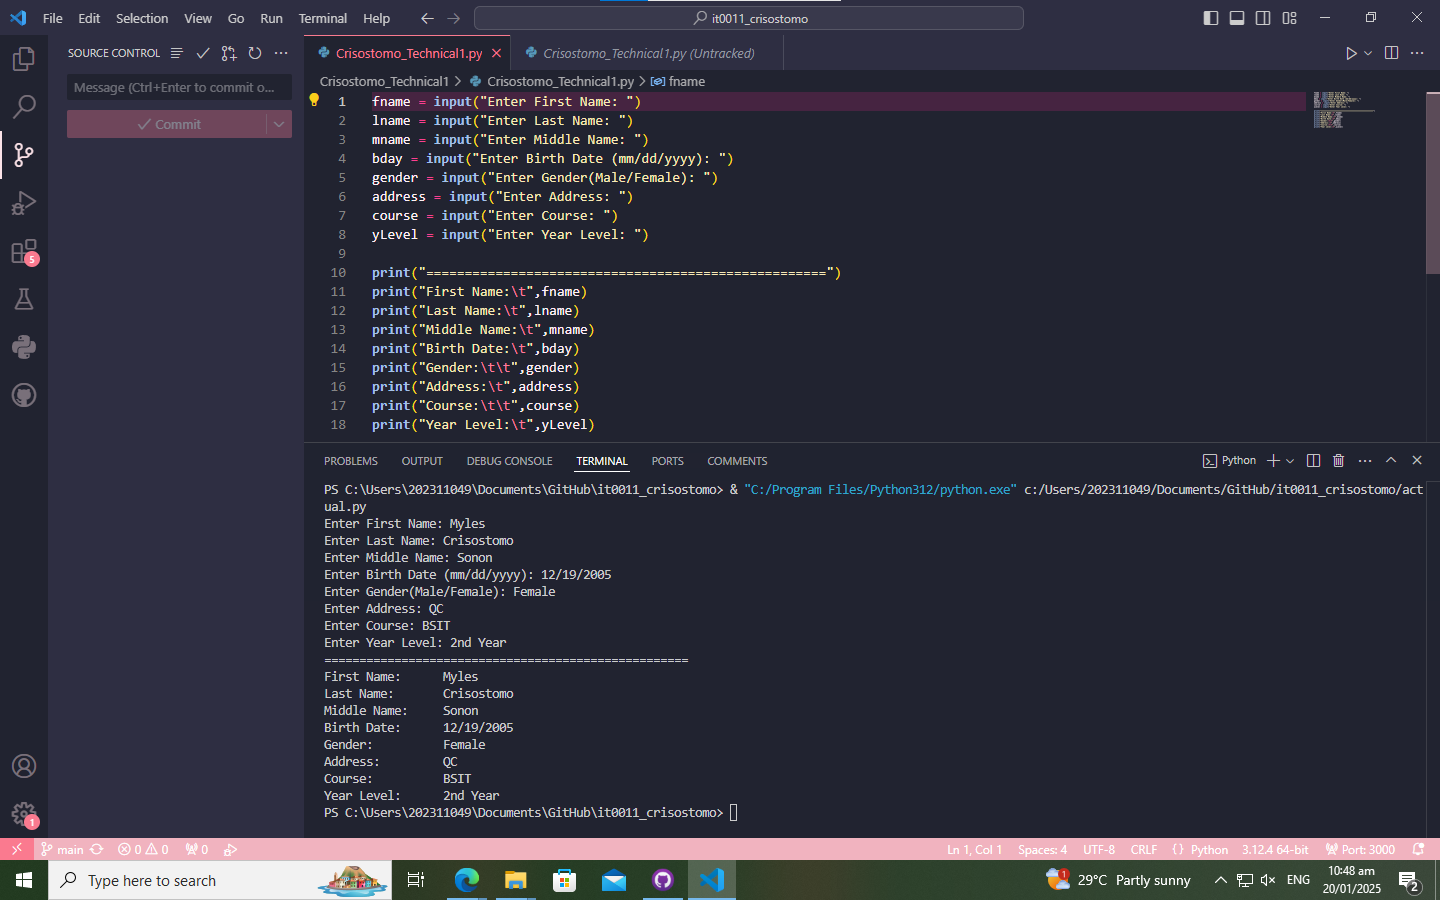 File Edit Selection View Go Run Terminal Help it0011_crisostomo
SOURCE CONTROL
Message (Ctrl+Enter to commit o...
Commit
5
1
Crisostomo_Technical1.py Crisostomo_Technical1.py (Untracked)
Crisostomo_Technical1 > Crisostomo_Technical1.py > fname
1 fname = input("Enter First Name: ")
2 lname = input("Enter Last Name: ")
3 mname = input("Enter Middle Name: ")
4 bday = input("Enter Birth Date (mm/dd/yyyy): ")
5 gender = input("Enter Gender(Male/Female): ")
6 address = input("Enter Address: ")
7 course = input("Enter Course: ")
8 yLevel = input("Enter Year Level: ")
9
10 print("====================================================")
11 print("First Name:\t",fname)
12 print("Last Name:\t",lname)
13 print("Middle Name:\t",mname)
14 print("Birth Date:\t",bday)
15 print("Gender:\t\t",gender)
16 print("Address:\t",address)
17 print("Course:\t\t",course)
18 print("Year Level:\t",yLevel)
PROBLEMS OUTPUT DEBUG CONSOLE TERMINAL PORTS COMMENTS Python
PS C:\Users\202311049\Documents\GitHub\it0011_crisostomo> & "C:/Program Files/Python312/python.exe" c:/Users/202311049/Documents/GitHub/it0011_crisostomo/act
ual.py
Enter First Name: Myles
Enter Last Name: Crisostomo
Enter Middle Name: Sonon
Enter Birth Date (mm/dd/yyyy): 12/19/2005
Enter Gender(Male/Female): Female
Enter Address: QC
Enter Course: BSIT
Enter Year Level: 2nd Year
====================================================
First Name: Myles
Last Name: Crisostomo
Middle Name: Sonon
Birth Date: 12/19/2005
Gender: Female
Address: QC
Course: BSIT
Year Level: 2nd Year
PS C:\Users\202311049\Documents\GitHub\it0011_crisostomo>
main 0 0 0 Ln 1, Col 1 Spaces: 4 UTF-8 CRLF {} Python 3.12.4 64-bit Port: 3000
Type here to search 1 29°C Partly sunny ENG 10:48 am
20/01/2025 2